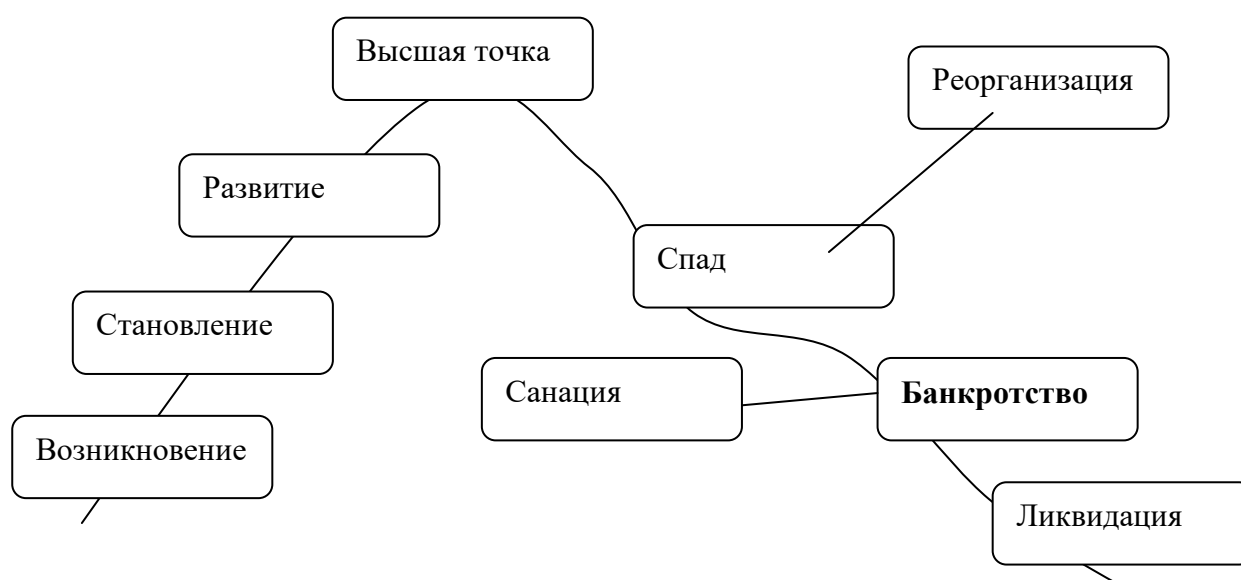 Высшая точка
Реорганизация
Развитие
Спад
Становление
Санация
Банкротство
Возникновение
Ликвидация